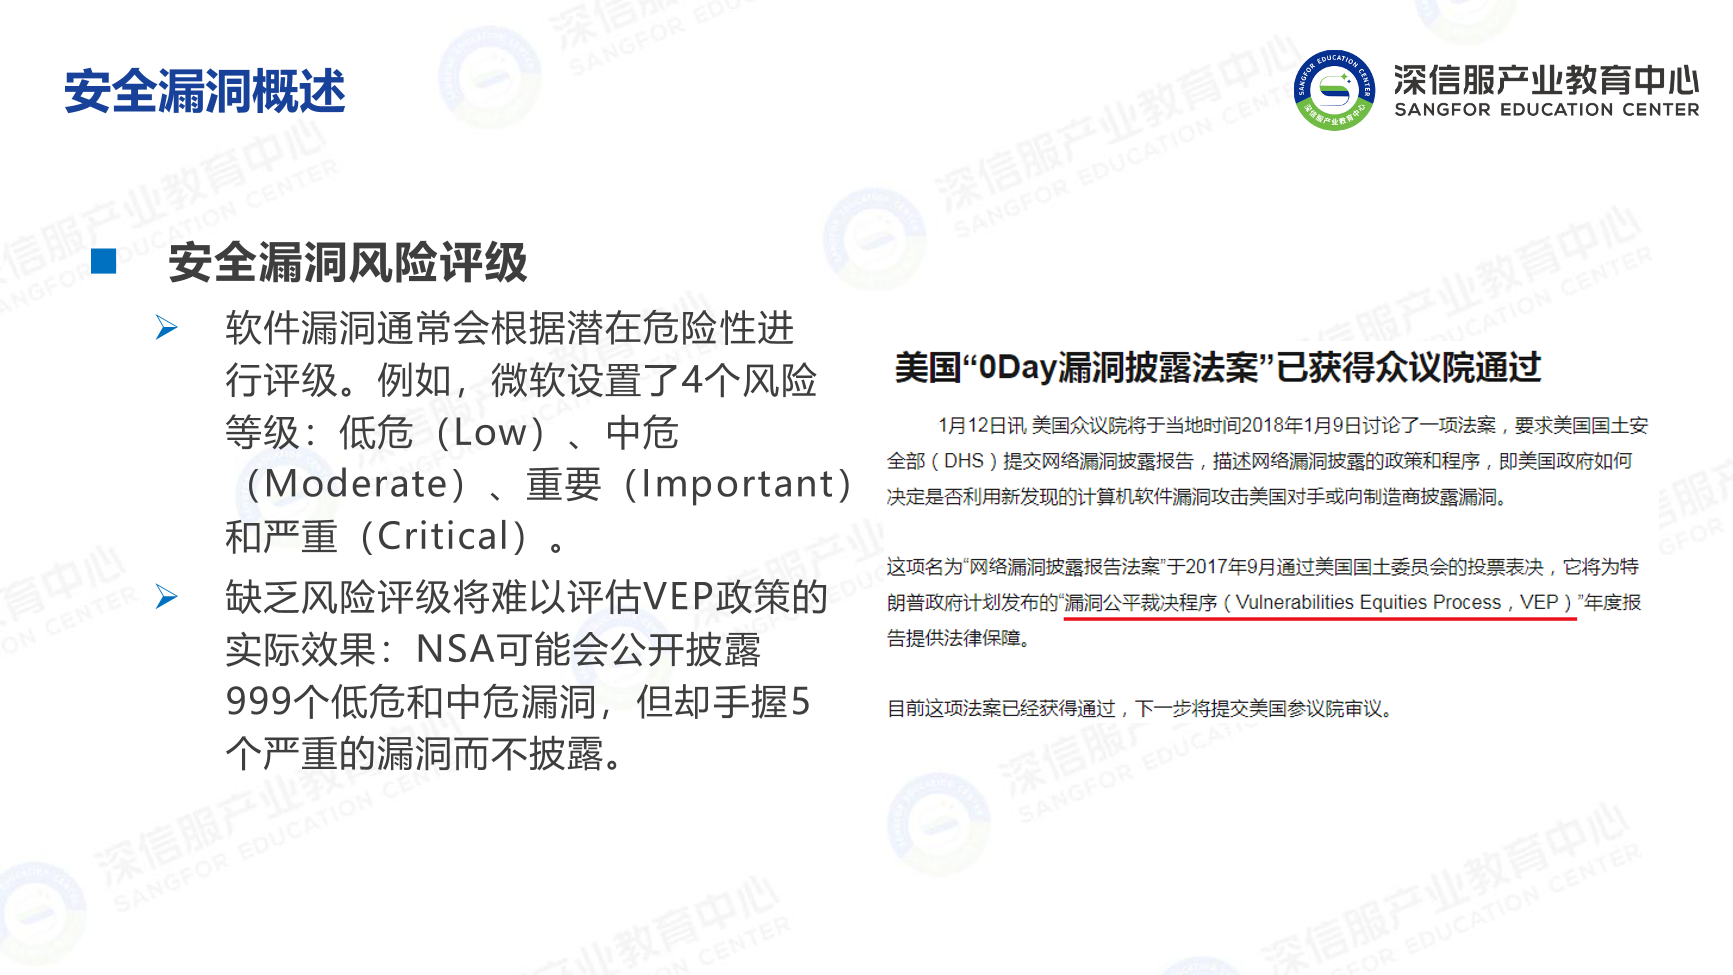 安全漏洞概述
深信服产业教育中心
SANGFOR EDUCATION CENTER
安全漏洞风险评级
软件漏洞通常会根据潜在危险性进
行评级。例如，微软设置了4个风险
等级：低危（Low）、中危
（Moderate）、重要（Important）
和严重（Critical）。
缺乏风险评级将难以评估VEP政策的
实际效果：NSA可能会公开披露
999个低危和中危漏洞，但却手握5
个严重的漏洞而不披露。
美国“0Day漏洞披露法案”已获得众议院通过
1月12日讯 美国众议院将于当地时间2018年1月9日讨论了一项法案，要求美国国土安
全部（DHS）提交网络漏洞披露报告，描述网络漏洞披露的政策和程序，即美国政府如何
决定是否利用新发现的计算机软件漏洞攻击美国对手或向制造商披露漏洞。
这项名为“网络漏洞披露报告法案”于2017年9月通过美国国土委员会的投票表决，它将为特
朗普政府计划发布的“漏洞公平裁决程序（Vulnerabilities Equities Process，VEP）”年度报
告提供法律保障。
目前这项法案已经获得通过，下一步将提交美国参议院审议。